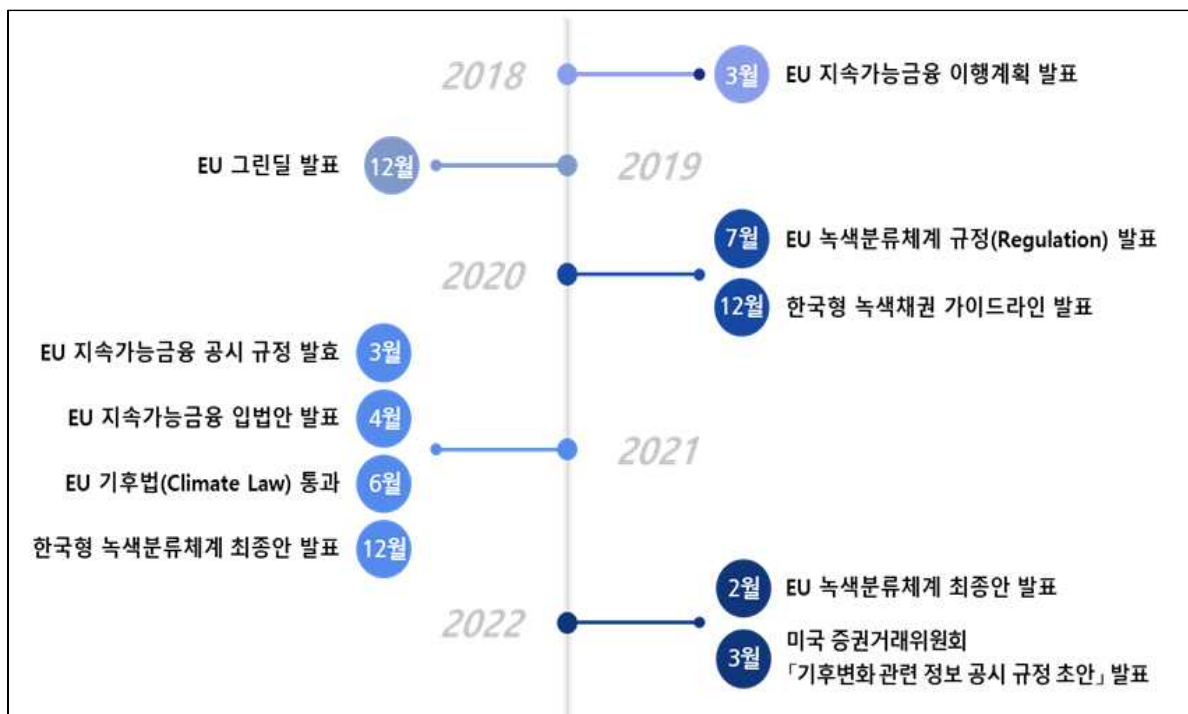 2018
3월 EU 지속가능금융 이행계획 발표
EU 그린딜 발표 12월
2019
7월 EU 녹색분류체계 규정(Regulation) 발표
2020
12월 한국형 녹색채권 가이드라인 발표
EU 지속가능금융 공시 규정 발효 3월
EU 지속가능금융 입법안 발표 4월
2021
EU 기후법(Climate Law) 통과 6월
한국형 녹색분류체계 최종안 발표 12월
2월 EU 녹색분류체계 최종안 발표
2022
3월 미국 증권거래위원회
「기후변화 관련 정보 공시 규정 초안」 발표